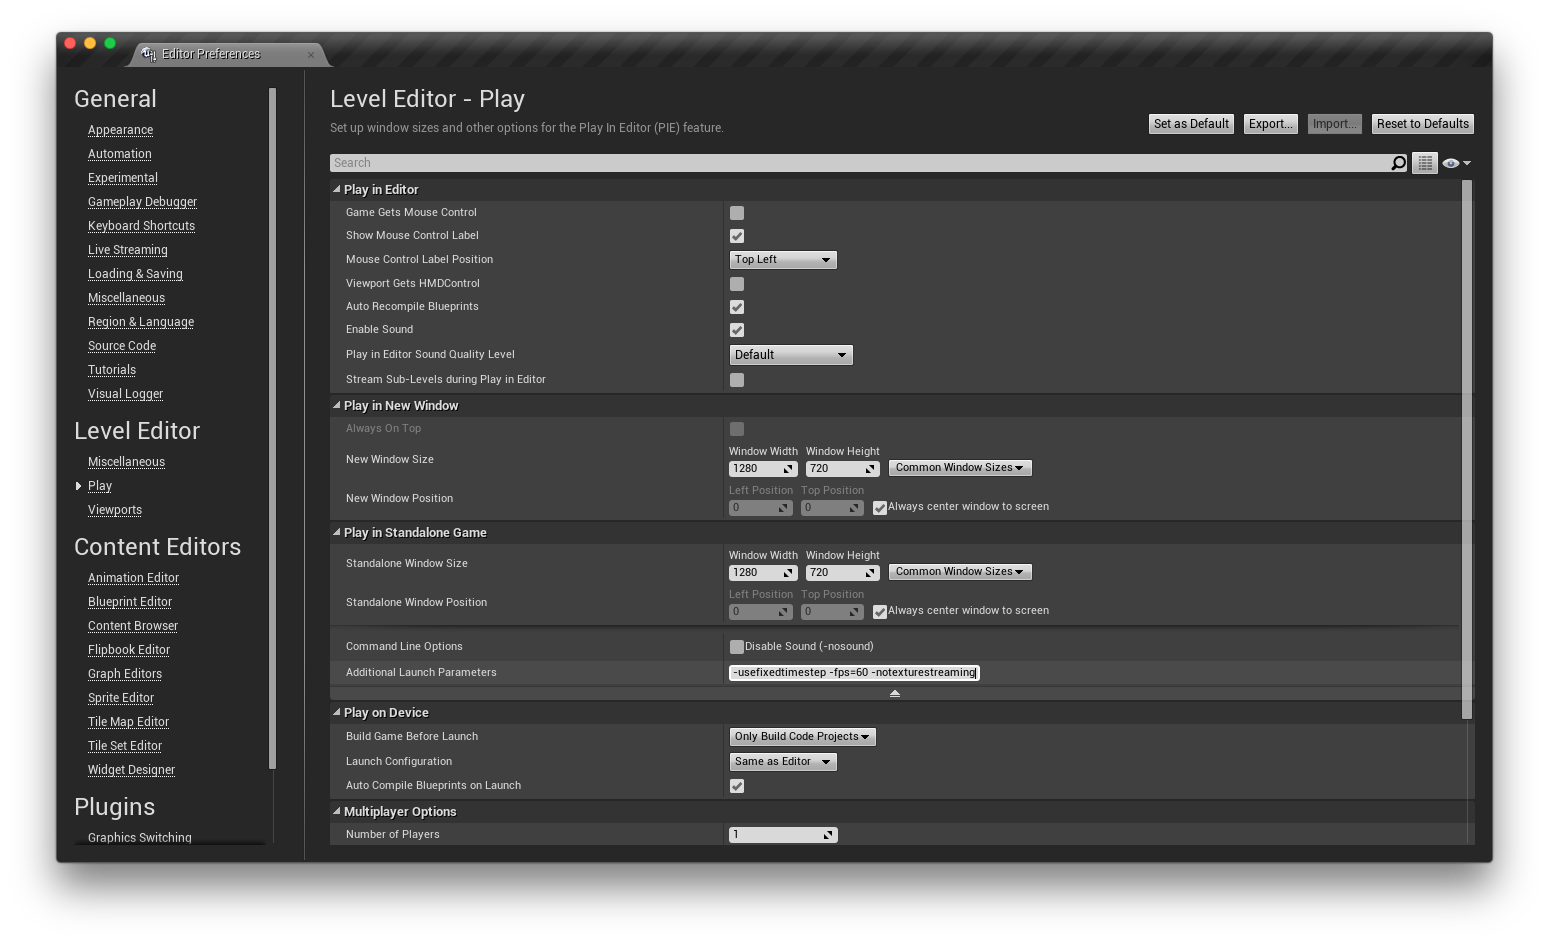 Editor Preferences
General
Appearance
Automation
Experimental
Gameplay Debugger
Keyboard Shortcuts
Live Streaming
Loading & Saving
Miscellaneous
Region & Language
Source Code
Tutorials
Visual Logger
Level Editor
Miscellaneous
Play
Viewports
Content Editors
Animation Editor
Blueprint Editor
Content Browser
Flipbook Editor
Graph Editors
Sprite Editor
Tile Map Editor
Tile Set Editor
Widget Designer
Plugins
Graphics Switching
Level Editor - Play
Set up window sizes and other options for the Play In Editor (PIE) feature.
Set as Default Export... Import... Reset to Defaults
Search
Play in Editor
Game Gets Mouse Control
Show Mouse Control Label
Mouse Control Label Position Top Left
Viewport Gets HMDControl
Auto Recompile Blueprints
Enable Sound
Play in Editor Sound Quality Level Default
Stream Sub-Levels during Play in Editor
Play in New Window
Always On Top
Window Width Window Height
New Window Size 1280 720 Common Window Sizes
Left Position Top Position
New Window Position 0 0 Always center window to screen
Play in Standalone Game
Window Width Window Height
Standalone Window Size 1280 720 Common Window Sizes
Left Position Top Position
Standalone Window Position 0 0 Always center window to screen
Command Line Options Disable Sound (-nosound)
Additional Launch Parameters -usefixedtimestep -fps=60 -notexturestreaming
Play on Device
Build Game Before Launch Only Build Code Projects
Launch Configuration Same as Editor
Auto Compile Blueprints on Launch
Multiplayer Options
Number of Players 1